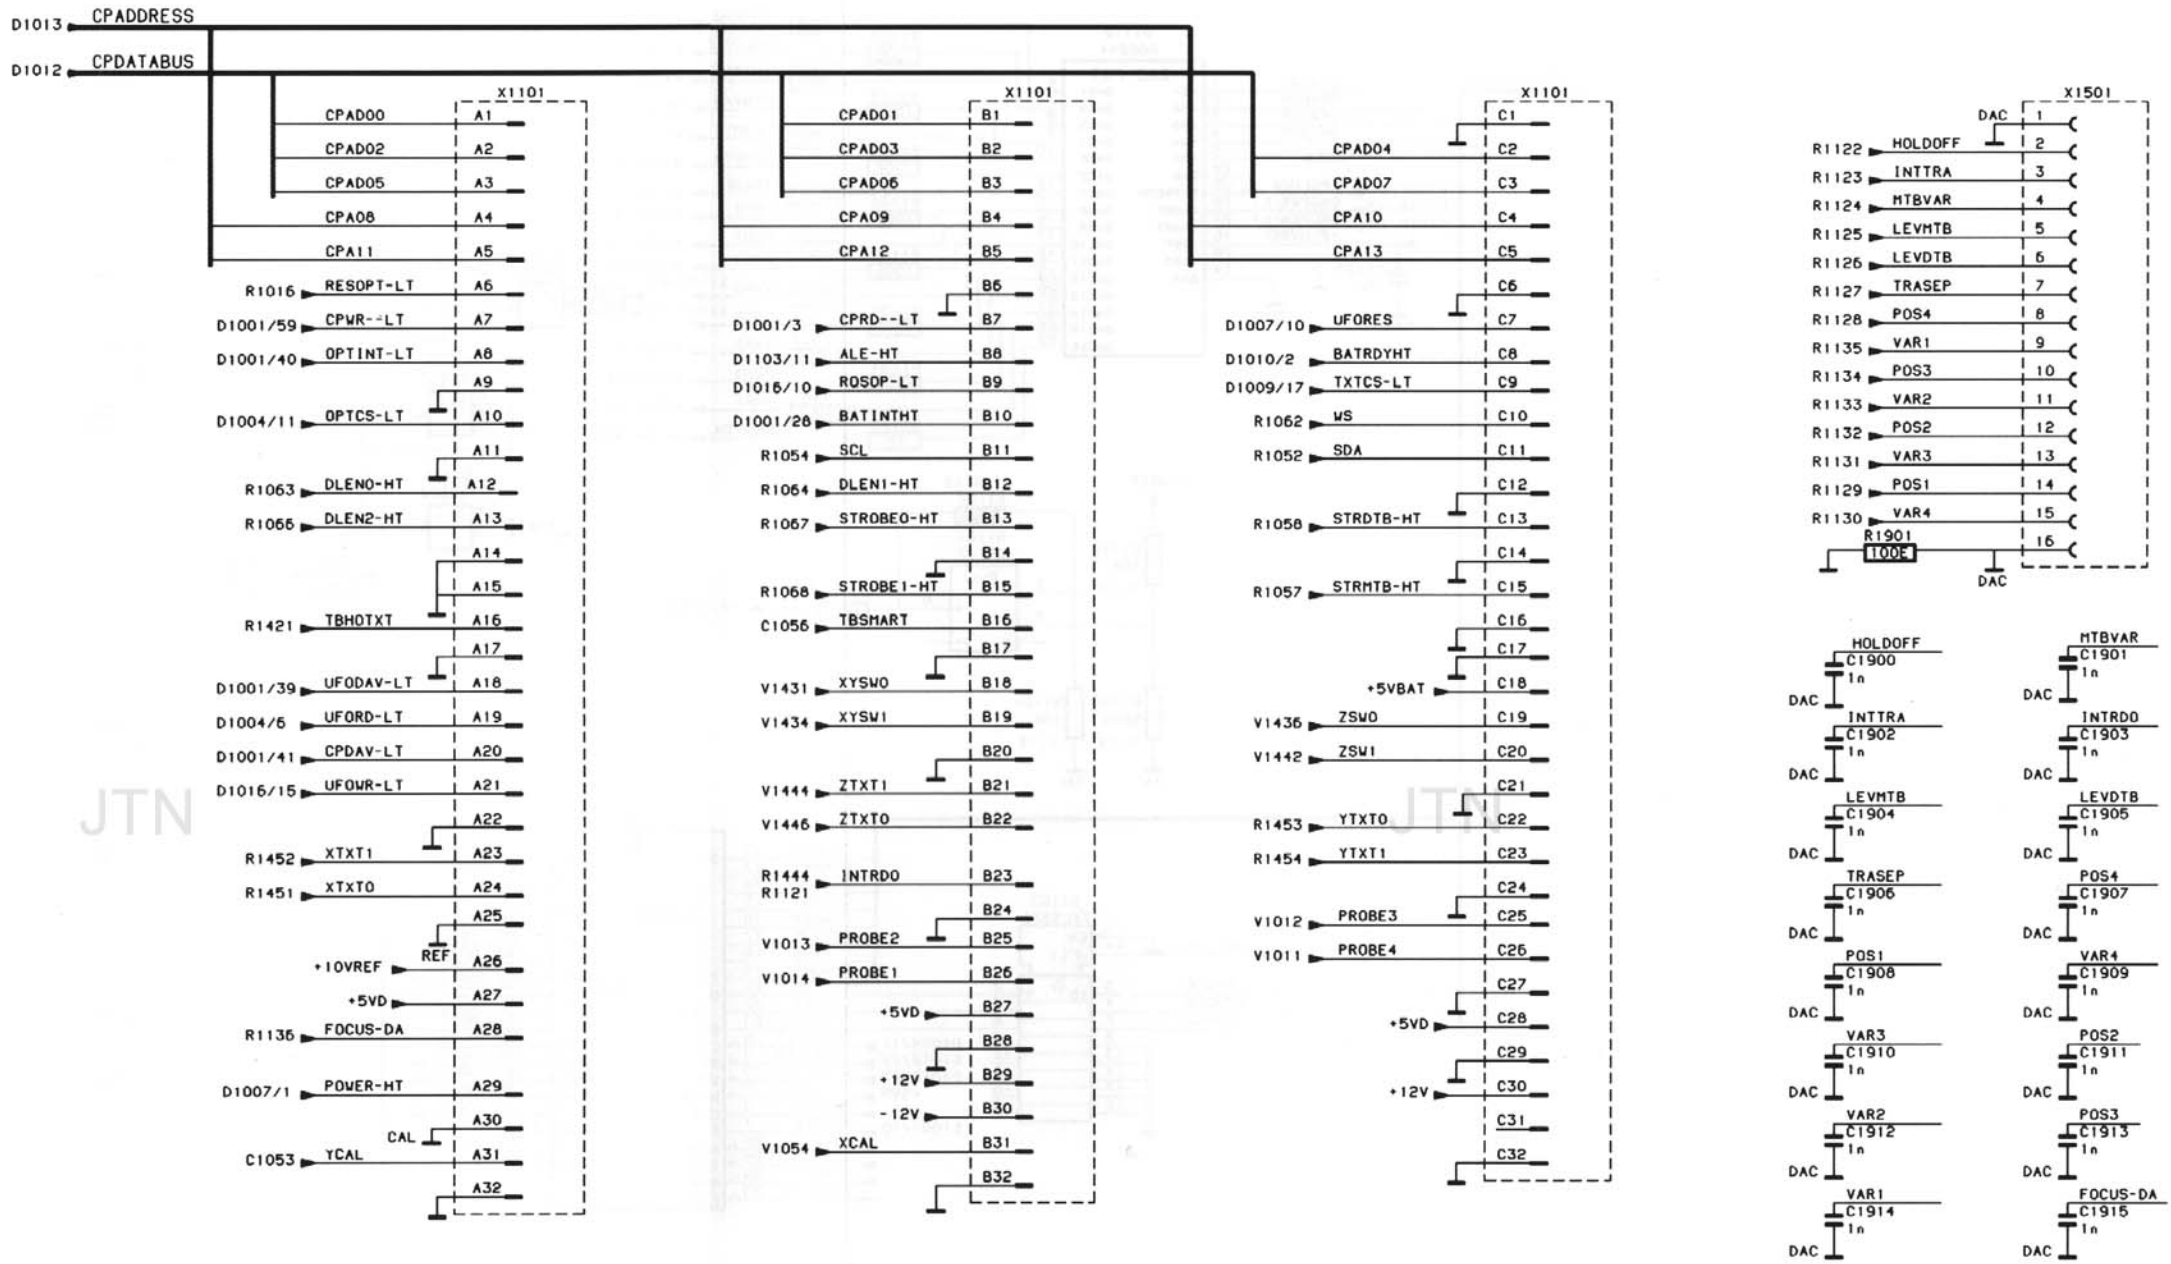 D1013 CPADDRESS
D1012 CPDATABUS
X1101
CPAD00 A1
CPAD02 A2
CPAD05 A3
CPA08 A4
CPA11 A5
R1016 RESOPT-LT A6
D1001/59 CPWR--LT A7
D1001/40 OPTINT-LT A8
A9
D1004/11 OPTCS-LT A10
A11
R1063 DLEN0-HT A12
R1066 DLEN2-HT A13
A14
A15
R1421 TBHOTXT A16
A17
D1001/39 UFODAV-LT A18
D1004/6 UFORD-LT A19
D1001/41 CPDAV-LT A20
D1016/15 UFOWR-LT A21
A22
R1452 XTXT1 A23
R1451 XTXT0 A24
A25
REF
+10VREF A26
+5VD A27
R1136 FOCUS-DA A28
D1007/1 POWER-HT A29
CAL A30
C1053 YCAL A31
A32
X1101
CPAD01 B1
CPAD03 B2
CPAD06 B3
CPA09 B4
CPA12 B5
B6
D1001/3 CPRD--LT B7
D1103/11 ALE-HT B8
D1016/10 ROSOP-LT B9
D1001/28 BATINTHT B10
R1054 SCL B11
R1064 DLEN1-HT B12
R1067 STROBE0-HT B13
B14
R1068 STROBE1-HT B15
C1056 TBSMART B16
B17
V1431 XYSW0 B18
V1434 XYSW1 B19
B20
V1444 ZTXT1 B21
V1446 ZTXT0 B22
R1444 INTRDO B23
R1121
B24
V1013 PROBE2 B25
V1014 PROBE1 B26
+5VD B27
B28
+12V B29
-12V B30
V1054 XCAL B31
B32
X1101
C1
CPAD04 C2
CPAD07 C3
CPA10 C4
CPA13 C5
C6
D1007/10 UFORES C7
D1010/2 BATRDYHT C8
D1009/17 TXTCS-LT C9
R1062 WS C10
R1052 SDA C11
C12
R1058 STRDTB-HT C13
C14
R1057 STRMTB-HT C15
C16
C17
+5VBAT C18
V1436 ZSW0 C19
V1442 ZSW1 C20
C21
R1453 YTXT0 C22
R1454 YTXT1 C23
C24
V1012 PROBE3 C25
V1011 PROBE4 C26
C27
+5VD C28
C29
+12V C30
C31
C32
X1501
DAC 1
R1122 HOLDOFF 2
R1123 INTTRA 3
R1124 MTBVAR 4
R1125 LEVMTB 5
R1126 LEVDTB 6
R1127 TRASEP 7
R1128 POS4 8
R1135 VAR1 9
R1134 POS3 10
R1133 VAR2 11
R1132 POS2 12
R1131 VAR3 13
R1129 POS1 14
R1130 VAR4 15
R1901 16
100E
DAC
HOLDOFF
C1900
1n
DAC
MTBVAR
C1901
1n
DAC
INTTRA
C1902
1n
DAC
INTRDO
C1903
1n
DAC
LEVMTB
C1904
1n
DAC
LEVDTB
C1905
1n
DAC
TRASEP
C1906
1n
DAC
POS4
C1907
1n
DAC
POS1
C1908
1n
DAC
VAR4
C1909
1n
DAC
VAR3
C1910
1n
DAC
POS2
C1911
1n
DAC
VAR2
C1912
1n
DAC
POS3
C1913
1n
DAC
VAR1
C1914
1n
DAC
FOCUS-DA
C1915
1n
DAC
JTN
JTN